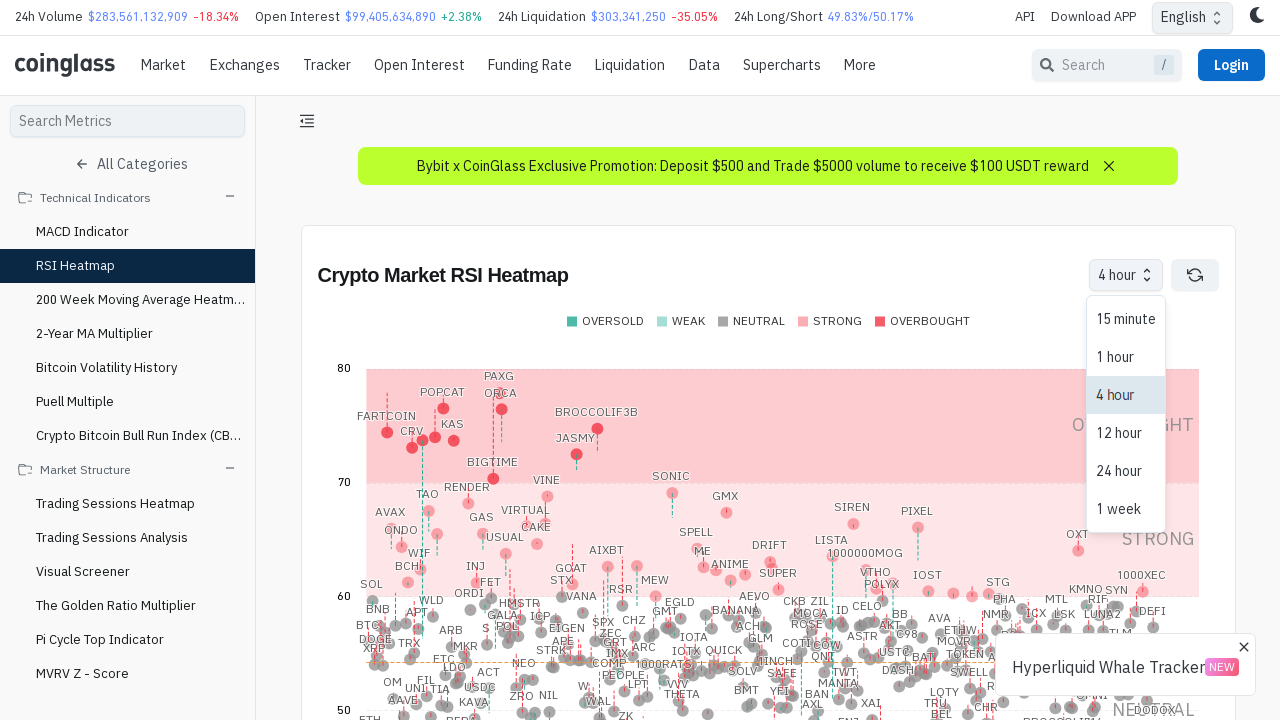 24h Volume $283,561,132,909 -18.34% Open Interest $99,405,634,890 +2.38% 24h Liquidation $303,341,250 -35.05% 24h Long/Short 49.83%/50.17% API Download APP English
coinglass Market Exchanges Tracker Open Interest Funding Rate Liquidation Data Supercharts More Search / Login
Search Metrics
All Categories
Technical Indicators
MACD Indicator
RSI Heatmap
200 Week Moving Average Heatm...
2-Year MA Multiplier
Bitcoin Volatility History
Puell Multiple
Crypto Bitcoin Bull Run Index (CB...
Market Structure
Trading Sessions Heatmap
Trading Sessions Analysis
Visual Screener
The Golden Ratio Multiplier
Pi Cycle Top Indicator
MVRV Z - Score
Bybit x CoinGlass Exclusive Promotion: Deposit $500 and Trade $5000 volume to receive $100 USDT reward
Crypto Market RSI Heatmap
4 hour
15 minute
1 hour
4 hour
12 hour
24 hour
1 week
OVERSOLD WEAK NEUTRAL STRONG OVERBOUGHT
80
PAXG
POPCAT ORCA
FARTCOIN BROCCOLIF3B
CRV KAS
JASMY
BIGTIME
70
SONIC
VINE
RENDER
TAO GMX
SIREN
AVAX GAS VIRTUAL PIXEL
ONDO CAKE SPELL OXT
USUAL LISTA
STRONG
WIF AIXBT ME DRIFT 1000000MOG
BCH INJ GOAT ANIME
SOL FET STX MEW SUPER VTHO IOST 1000XEC
RSR POLYX STG KMNO SYN
60
ORDI VANA AEVO
WLD HMSTR EGLD CKB ZIL PHA MTL RIF
BNB APT GALA ICP GMT BANANA MOCA ID CELO BB NMR ICX LSK LUNA2 DEFI
CHZ ROSE AVA
S POL EIGEN SPX ACH AKT
ARB ZEC IOTA GLM ASTR C98 ETHW
DOGE TRX MKR APE GRT ARC COTI COW MOVR
XRP STRK IMX IOTX QUICK QNT USTC TOKEN
ETC NEO COMP 1000RATS 1INCH BAT
LDO ACT PEOPLE SOLV SAFE TWT DASH SWELL
OM FIL UNI TIA USDC W LPT VVV BMT YFI MANTA
AAVE KAVA ZRO NIL WAL THETA BAN AXL XAI LQTY TRU CHR
50
ZK BEL
NEUTRAL
Hyperliquid Whale Tracker NEW